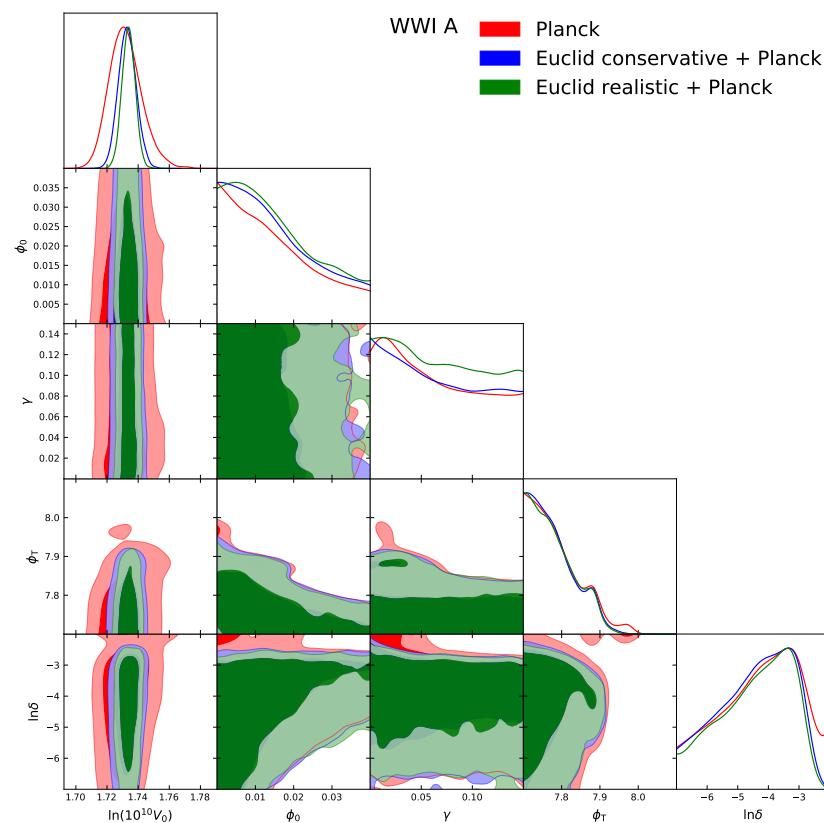 WWI A
Planck
Euclid conservative + Planck
Euclid realistic + Planck
0.035
0.030
0.025
0.020
0.015
0.010
0.005
ϕ₀
0.14
0.12
0.10
0.08
0.06
0.04
0.02
γ
8.0
7.9
7.8
ϕ_T
−3
−4
−5
−6
lnδ
1.70 1.72 1.74 1.76 1.78 0.01 0.02 0.03 0.05 0.10 7.8 7.9 8.0 −6 −4 −2
ln(10¹⁰V₀) ϕ₀ γ ϕ_T lnδ